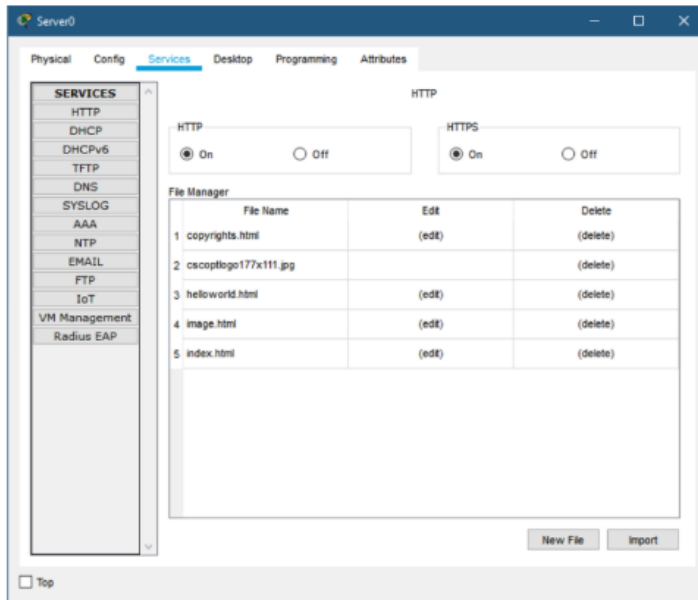 Server0
Physical Config Services Desktop Programming Attributes
SERVICES
HTTP
DHCP
DHCPv6
TFTP
DNS
SYSLOG
AAA
NTP
EMAIL
FTP
IoT
VM Management
Radius EAP
HTTP
HTTP
On Off
HTTPS
On Off
File Manager
File Name Edit Delete
1 copyrights.html (edit) (delete)
2 cscoptlogo177x111.jpg (delete)
3 helloworld.html (edit) (delete)
4 image.html (edit) (delete)
5 index.html (edit) (delete)
New File Import
Top